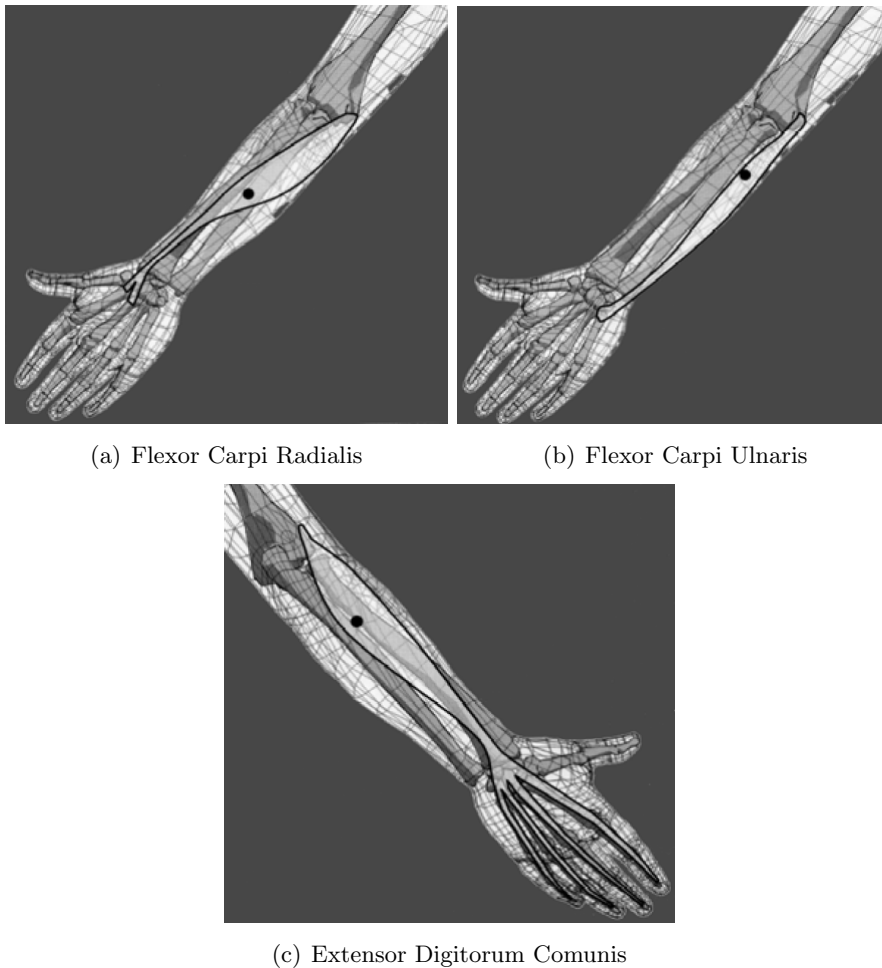 (a) Flexor Carpi Radialis
(b) Flexor Carpi Ulnaris
(c) Extensor Digitorum Comunis